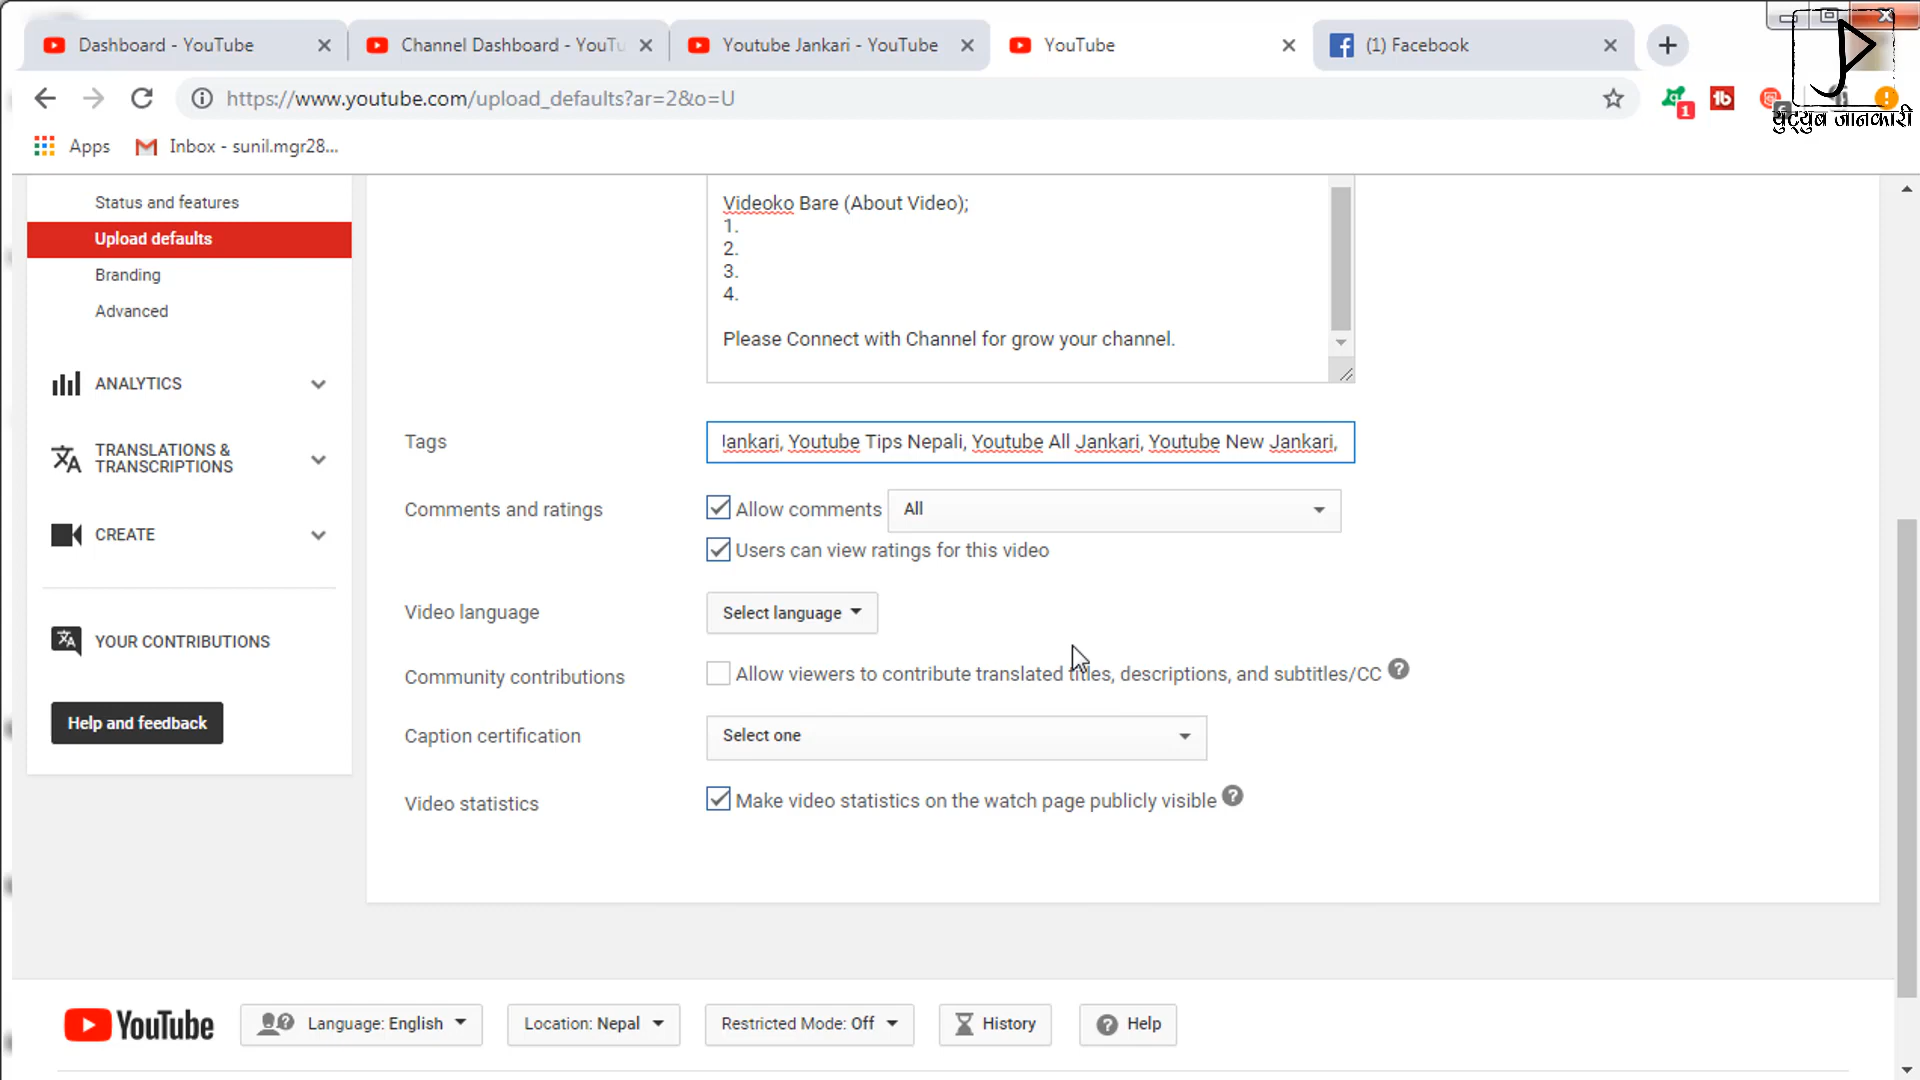 Dashboard - YouTube
Channel Dashboard - YouTu
Youtube Jankari - YouTube
YouTube
(1) Facebook
https://www.youtube.com/upload_defaults?ar=2&o=U
1
युट्युब जानकारी
Apps
Inbox - sunil.mgr28...
Status and features
Upload defaults
Branding
Advanced
ANALYTICS
TRANSLATIONS &
TRANSCRIPTIONS
CREATE
YOUR CONTRIBUTIONS
Help and feedback
Videoko Bare (About Video);
1.
2.
3.
4.
Please Connect with Channel for grow your channel.
Tags
Jankari, Youtube Tips Nepali, Youtube All Jankari, Youtube New Jankari,
Comments and ratings
Allow comments
All
Users can view ratings for this video
Video language
Select language
Community contributions
Allow viewers to contribute translated titles, descriptions, and subtitles/CC
Caption certification
Select one
Video statistics
Make video statistics on the watch page publicly visible
YouTube
Language: English
Location: Nepal
Restricted Mode: Off
History
Help